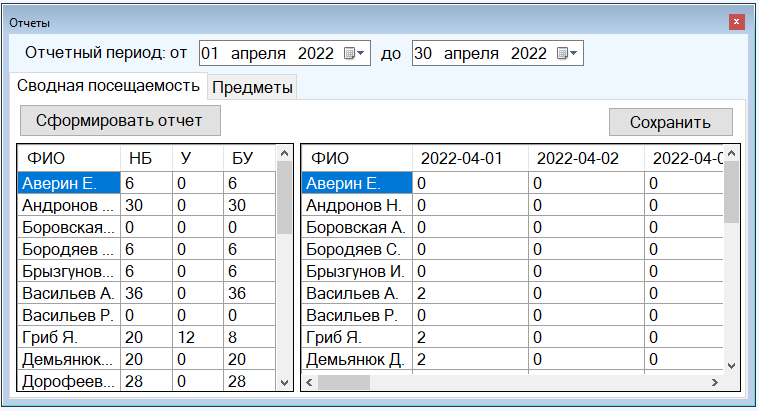 Отчеты
Отчетный период: от 01 апреля 2022 до 30 апреля 2022
Сводная посещаемость Предметы
Сформировать отчет Сохранить
ФИО НБ У БУ ФИО 2022-04-01 2022-04-02 2022-04-0
Аверин Е. 6 0 6 Аверин Е. 0 0 0
Андронов ... 30 0 30 Андронов Н. 0 0 0
Боровская... 0 0 0 Боровская А. 0 0 0
Бородяев ... 6 0 6 Бородяев С. 0 0 0
Брызгунов... 6 0 6 Брызгунов И. 0 0 0
Васильев А. 36 0 36 Васильев А. 2 0 0
Васильев Р. 0 0 0 Васильев Р. 0 0 0
Гриб Я. 20 12 8 Гриб Я. 2 0 0
Демьянюк... 20 0 20 Демьянюк Д. 2 0 0
Дорофеев... 28 0 28